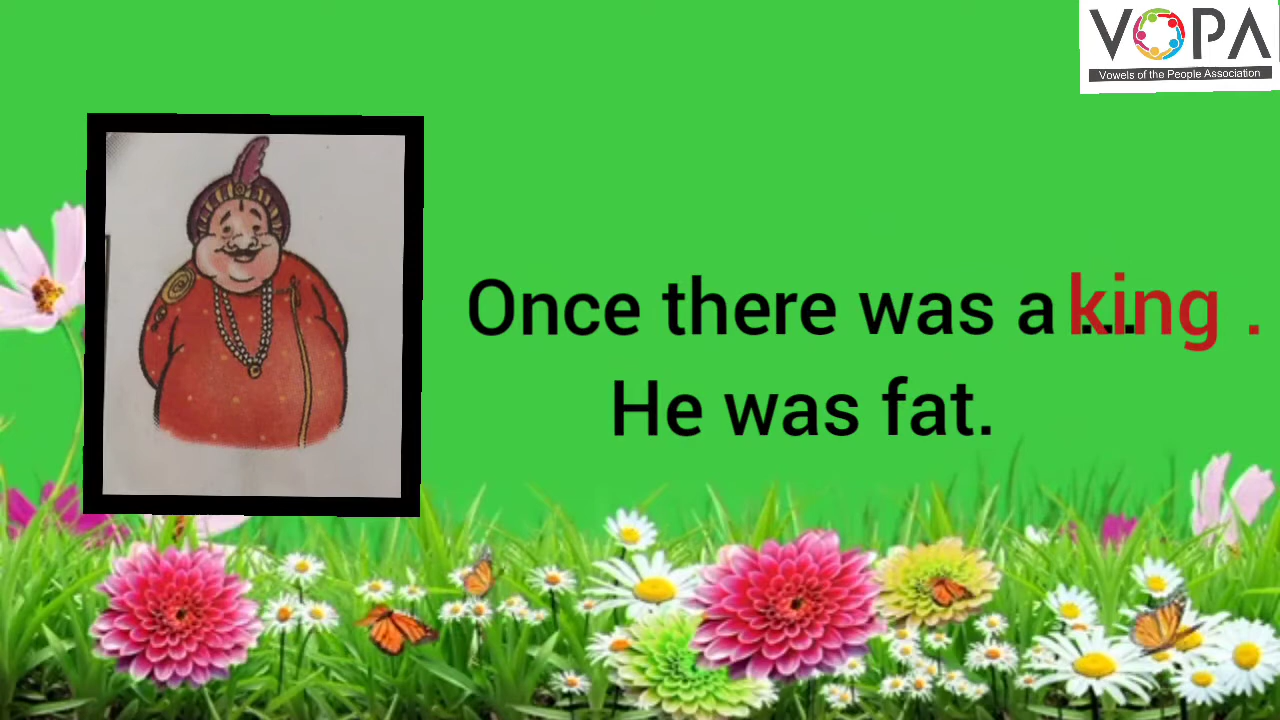 VOPA
Vowels of the People Association
Once there was a ... king .
He was fat.